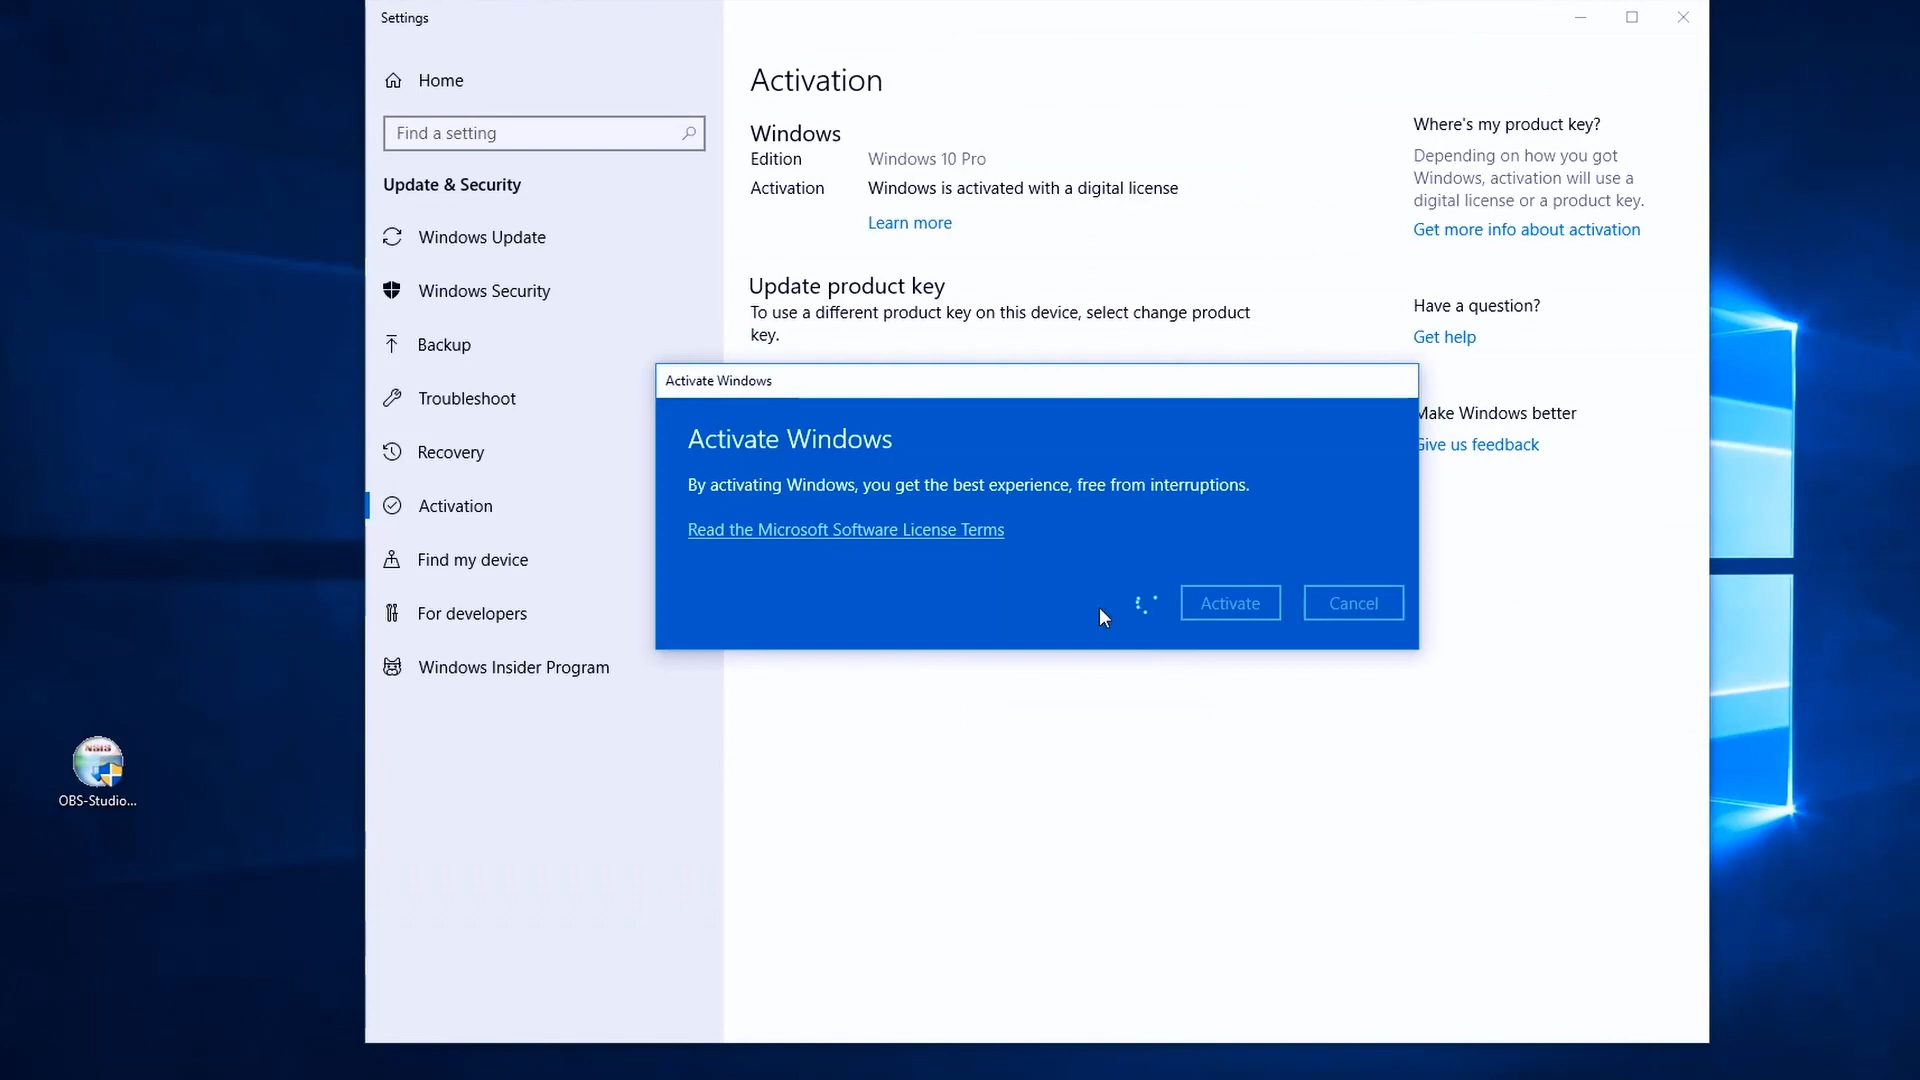 Settings
Home
Find a setting
Update & Security
Windows Update
Windows Security
Backup
Troubleshoot
Recovery
Activation
Find my device
For developers
Windows Insider Program
Activation
Windows
Edition Windows 10 Pro
Activation Windows is activated with a digital license
Learn more
Update product key
To use a different product key on this device, select change product
key.
Where's my product key?
Depending on how you got
Windows, activation will use a
digital license or a product key.
Get more info about activation
Have a question?
Get help
Make Windows better
Give us feedback
Activate Windows
Activate Windows
By activating Windows, you get the best experience, free from interruptions.
Read the Microsoft Software License Terms
Activate
Cancel
NSIS
OBS-Studio...